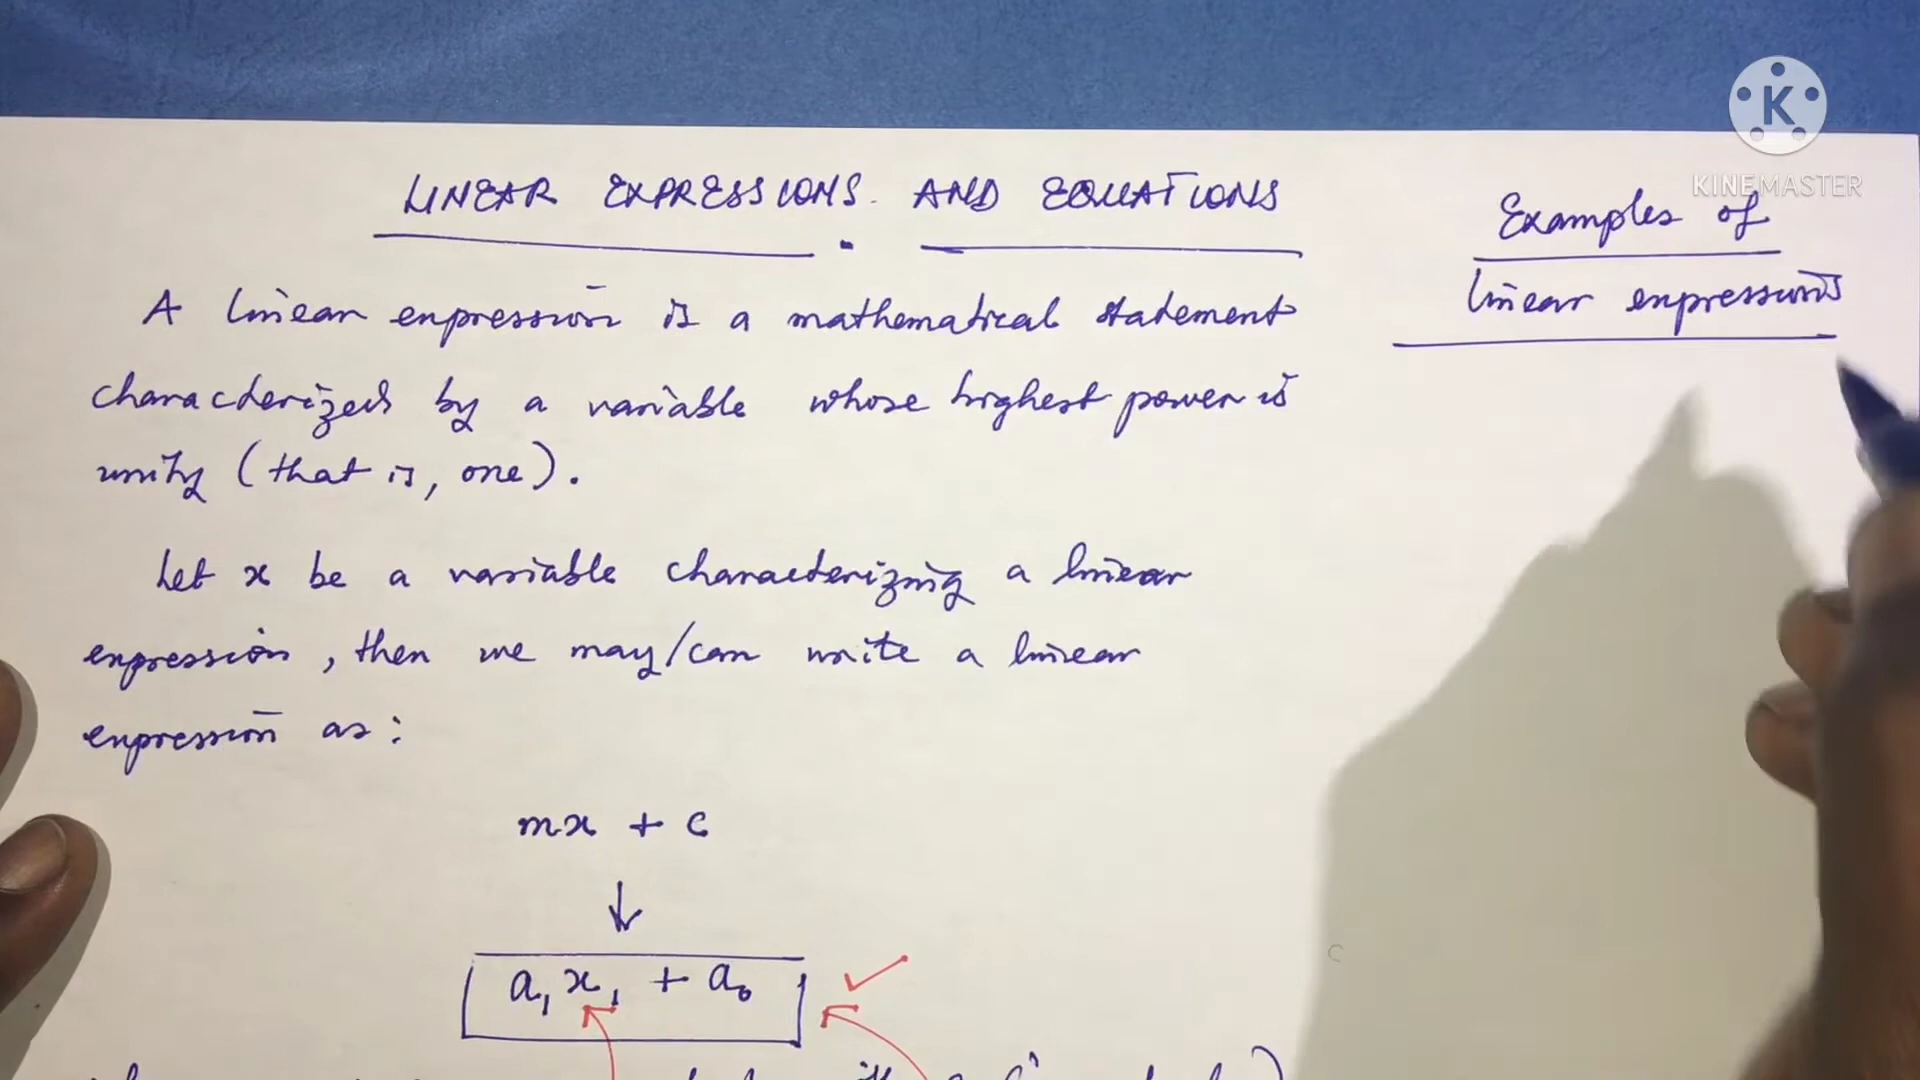 LINEAR EXPRESSIONS AND EQUATIONS
A linear expression is a mathematical statement
characterized by a variable whose highest power is
unity (that is, one).
Let x be a variable characterizing a linear
expression, then we may/can write a linear
expression as:
mx + c
↓
a₁x₁ + a₀
Examples of
linear expressions
K
KINEMASTER